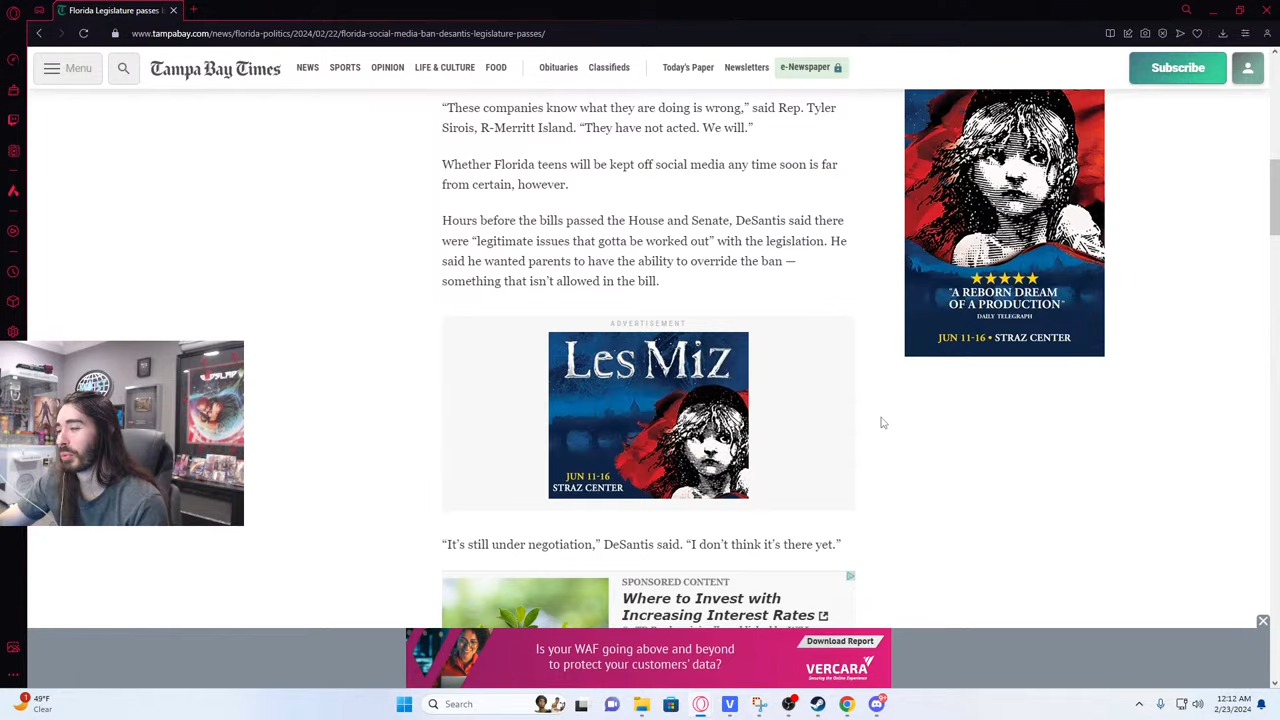 Florida Legislature passes
www.tampabay.com/news/florida-politics/2024/02/22/florida-social-media-ban-desantis-legislature-passes/
Menu
Tampa Bay Times
NEWS SPORTS OPINION LIFE & CULTURE FOOD Obituaries Classifieds Today's Paper Newsletters e-Newspaper
Subscribe
“These companies know what they are doing is wrong,” said Rep. Tyler
Sirois, R-Merritt Island. “They have not acted. We will.”
Whether Florida teens will be kept off social media any time soon is far
from certain, however.
Hours before the bills passed the House and Senate, DeSantis said there
were “legitimate issues that gotta be worked out” with the legislation. He
said he wanted parents to have the ability to override the ban —
something that isn’t allowed in the bill.
"A REBORN DREAM
OF A PRODUCTION"
DAILY TELEGRAPH
JUN 11-16 • STRAZ CENTER
ADVERTISEMENT
LES MIZ
JUN 11-16
STRAZ CENTER
“It’s still under negotiation,” DeSantis said. “I don’t think it’s there yet.”
SPONSORED CONTENT
Where to Invest with
Increasing Interest Rates
Is your WAF going above and beyond
to protect your customers' data?
Download Report
VERCARA
Securing the Online Experience
49°F
Clear
Search
12:12 AM
2/23/2024